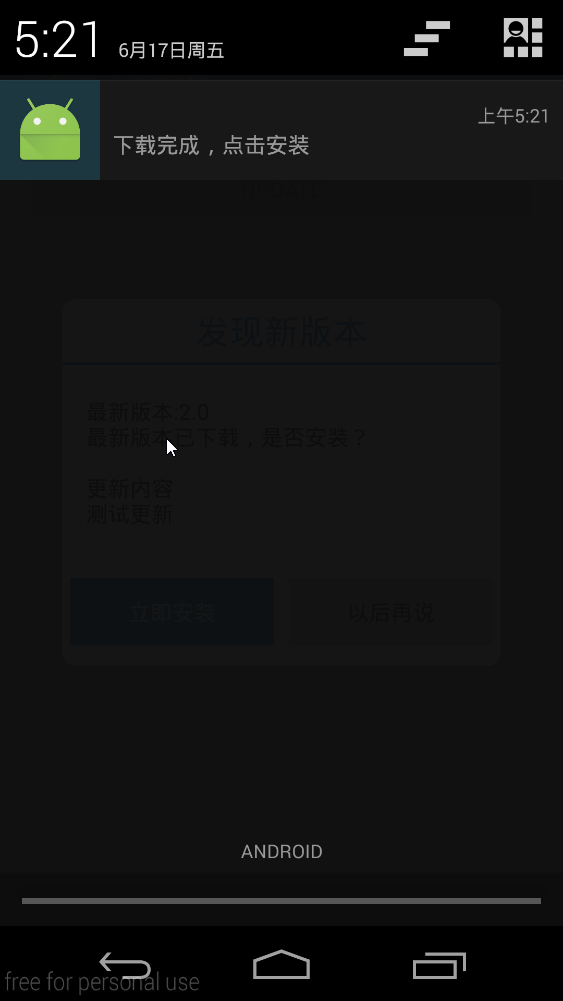 5:21 6月17日周五
上午5:21
下载完成，点击安装
UPDATE
发现新版本
最新版本:2.0
最新版本已下载，是否安装？
更新内容
测试更新
立即安装 以后再说
ANDROID
free for personal use